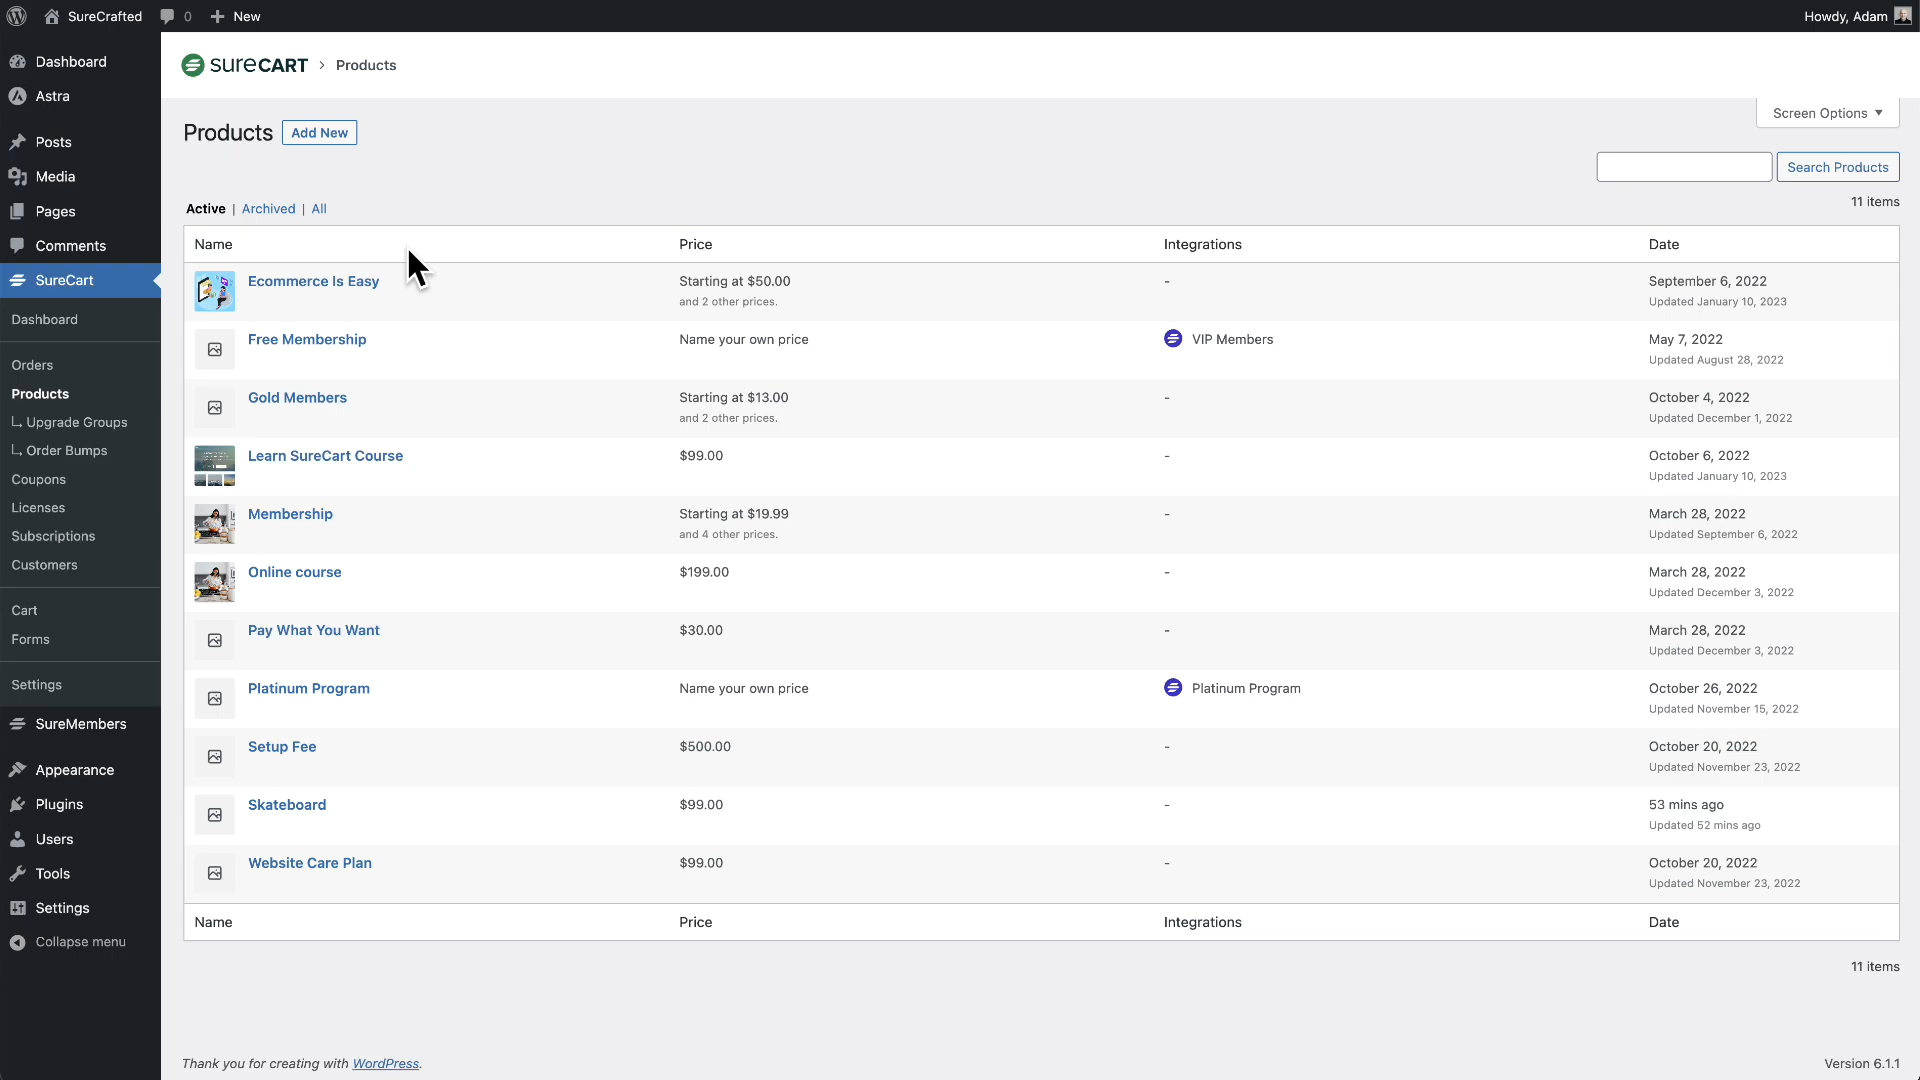 SureCrafted 0 New Howdy, Adam
Dashboard
Astra
Posts
Media
Pages
Comments
SureCart
Dashboard
Orders
Products
Upgrade Groups
Order Bumps
Coupons
Licenses
Subscriptions
Customers
Cart
Forms
Settings
SureMembers
Appearance
Plugins
Users
Tools
Settings
Collapse menu
SURECART > Products
Screen Options
Products Add New
Search Products
Active | Archived | All 11 items
Name Price Integrations Date
Ecommerce Is Easy Starting at $50.00 - September 6, 2022
and 2 other prices. Updated January 10, 2023
Free Membership Name your own price VIP Members May 7, 2022
Updated August 28, 2022
Gold Members Starting at $13.00 - October 4, 2022
and 2 other prices. Updated December 1, 2022
Learn SureCart Course $99.00 - October 6, 2022
Updated January 10, 2023
Membership Starting at $19.99 - March 28, 2022
and 4 other prices. Updated September 6, 2022
Online course $199.00 - March 28, 2022
Updated December 3, 2022
Pay What You Want $30.00 - March 28, 2022
Updated December 3, 2022
Platinum Program Name your own price Platinum Program October 26, 2022
Updated November 15, 2022
Setup Fee $500.00 - October 20, 2022
Updated November 23, 2022
Skateboard $99.00 - 53 mins ago
Updated 52 mins ago
Website Care Plan $99.00 - October 20, 2022
Updated November 23, 2022
Name Price Integrations Date
11 items
Thank you for creating with WordPress. Version 6.1.1